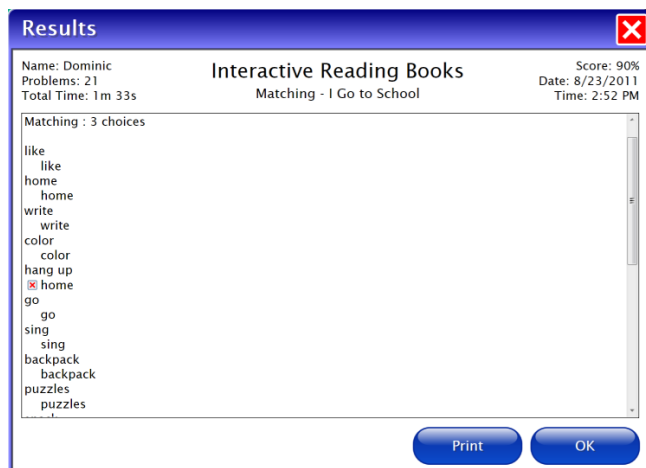 Results
Name: Dominic
Problems: 21
Total Time: 1m 33s
Interactive Reading Books
Matching - I Go to School
Score: 90%
Date: 8/23/2011
Time: 2:52 PM
Matching : 3 choices
like
like
home
home
write
write
color
color
hang up
home
go
go
sing
sing
backpack
backpack
puzzles
puzzles
Print
OK